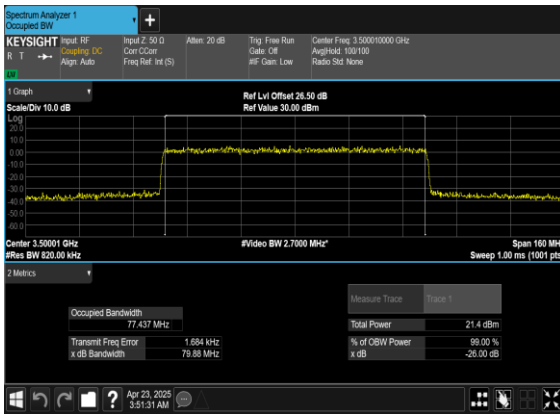 Spectrum Analyzer 1
Occupied BW
KEYSIGHT Input: RF Input Z: 50 Ω Atten: 20 dB Trig: Free Run Center Freq: 3.500010000 GHz
R T Coupling: DC Corr CCorr Gate: Off Avg|Hold: 100/100
Align: Auto Freq Ref: Int (S) #IF Gain: Low Radio Std: None
1 Graph
Ref Lvl Offset 26.50 dB
Scale/Div 10.0 dB Ref Value 30.00 dBm
Log
20.0
10.0
0.00
-10.0
-20.0
-30.0
-40.0
-50.0
-60.0
Center 3.50001 GHz #Video BW 2.7000 MHz* Span 160 MH
#Res BW 820.00 kHz Sweep 1.00 ms (1001 pts
2 Metrics
Measure Trace Trace 1
Occupied Bandwidth
77.437 MHz Total Power 21.4 dBm
Transmit Freq Error 1.684 kHz % of OBW Power 99.00 %
x dB Bandwidth 79.88 MHz x dB -26.00 dB
?
Apr 23, 2025
3:51:31 AM